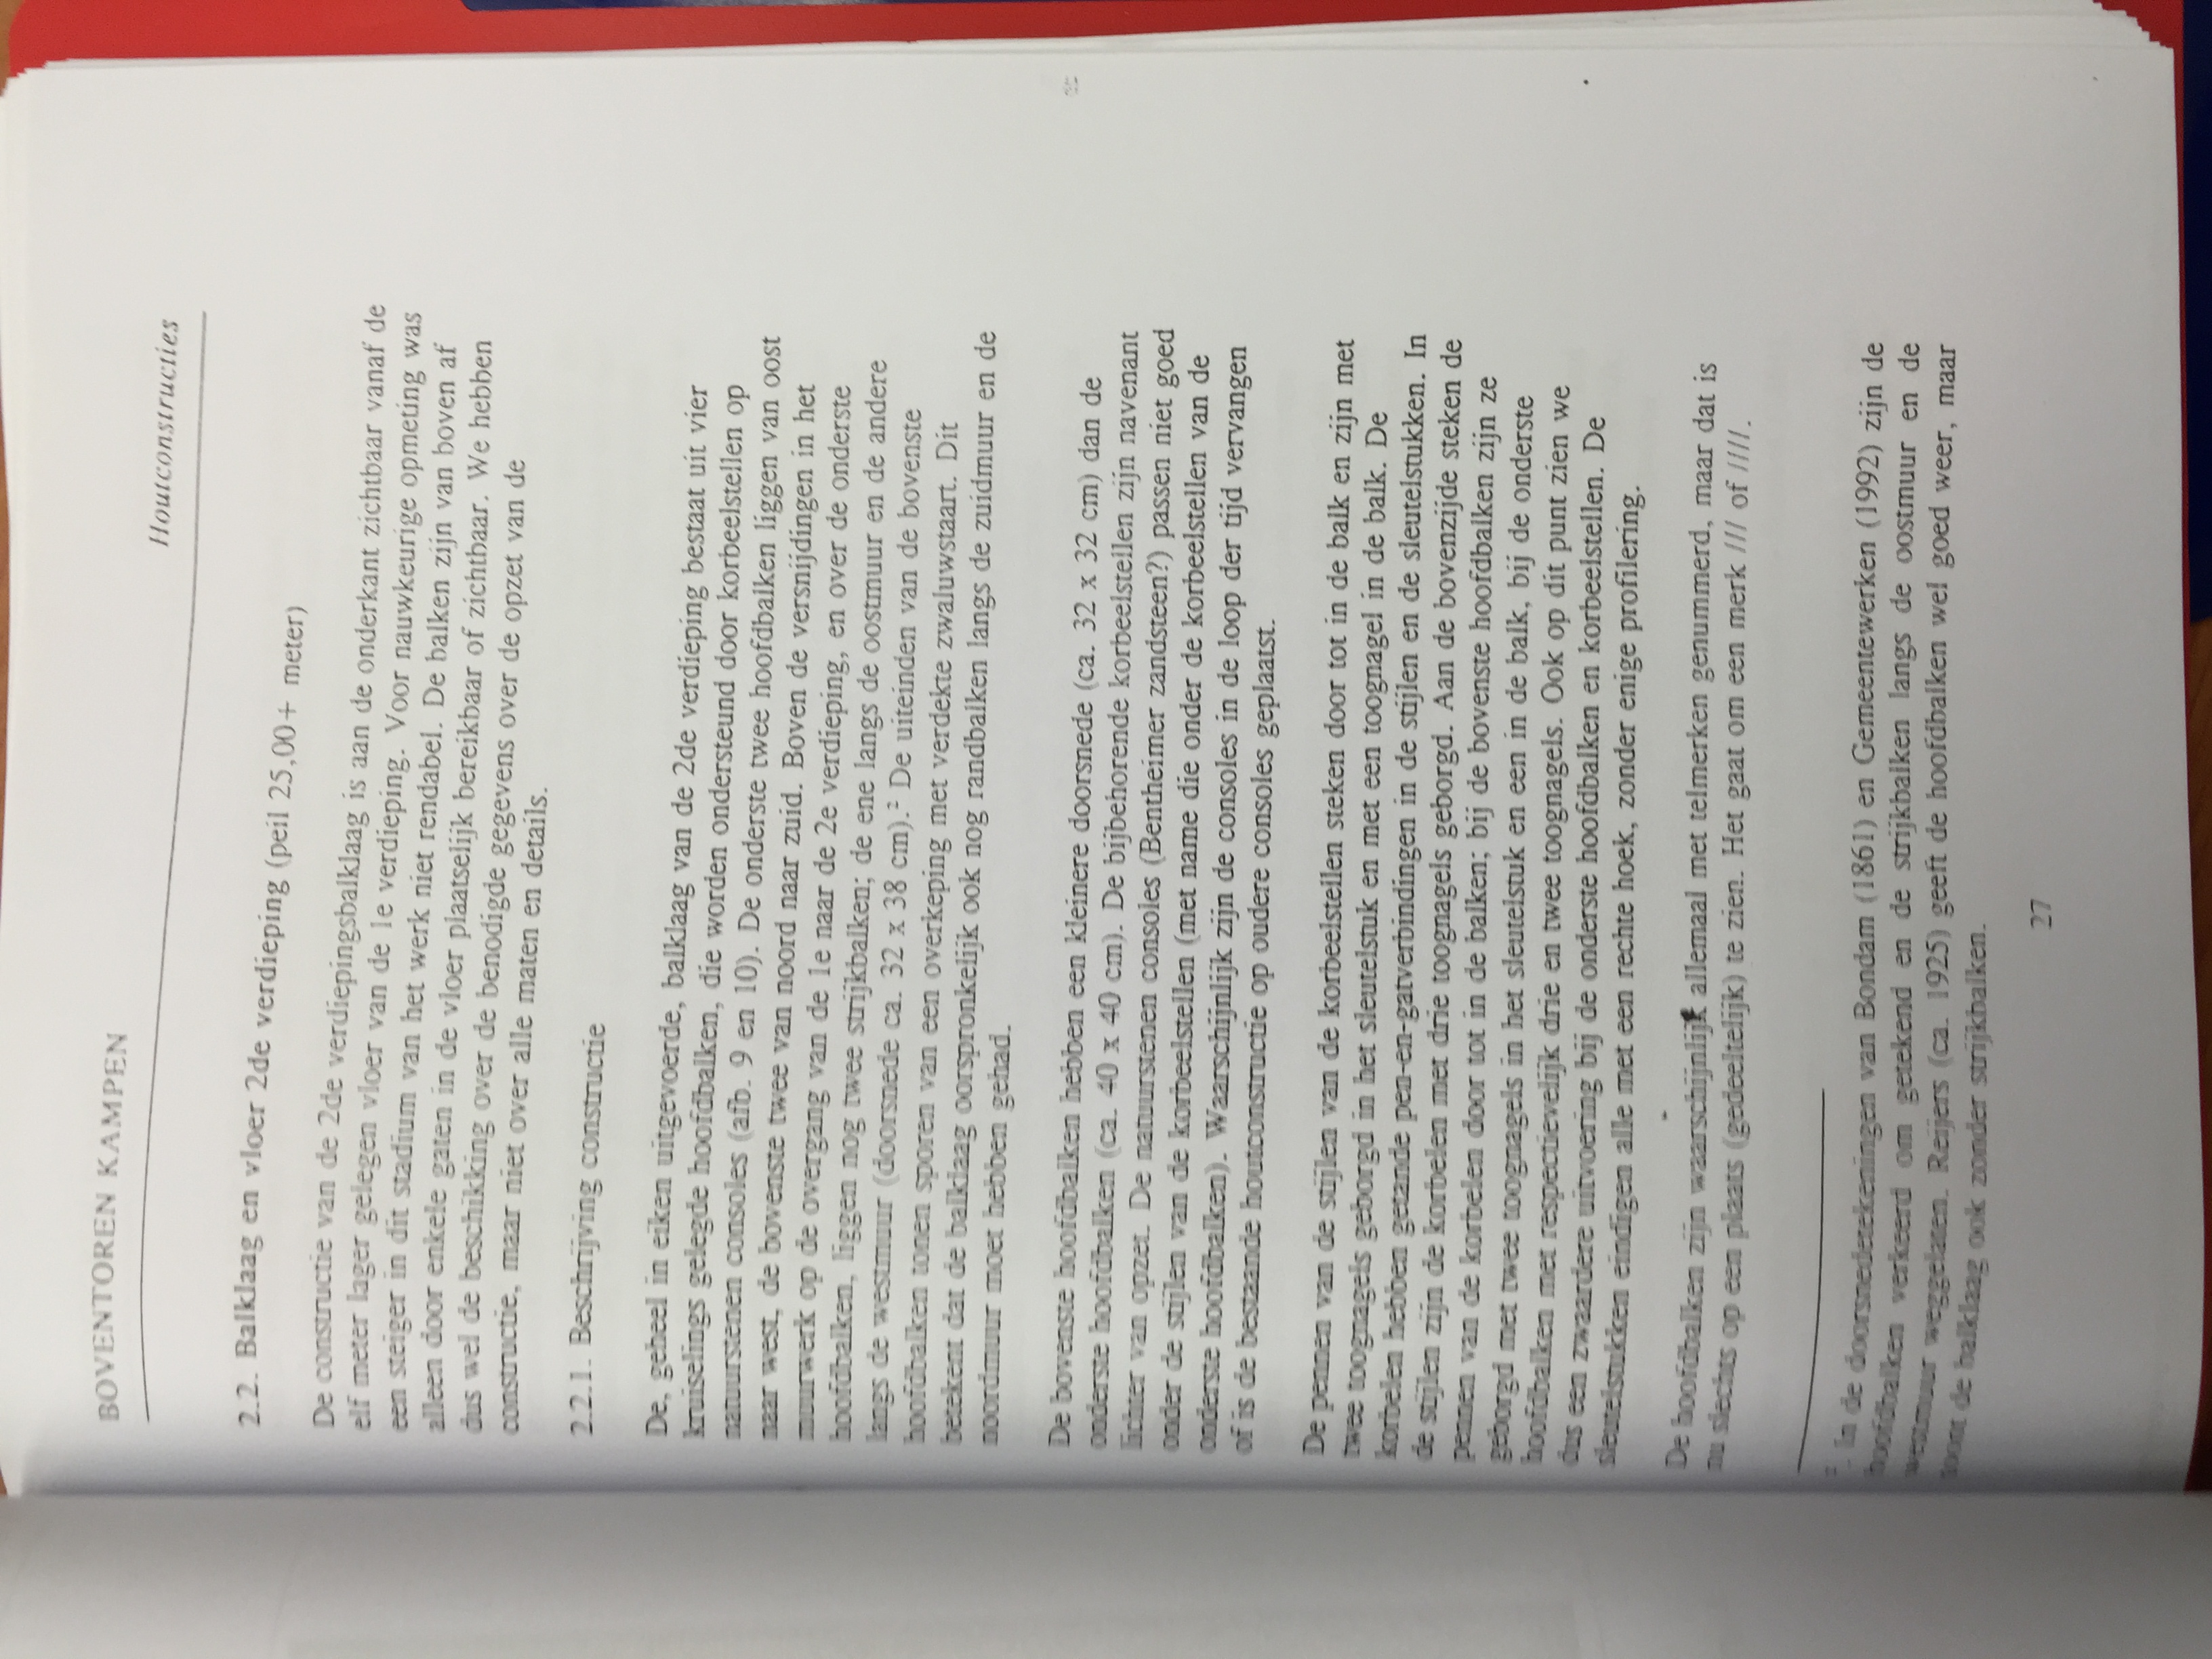 BOVENTOREN KAMPEN
Houtconstructies
2.2. Balklaag en vloer 2de verdieping (peil 25,00+ meter)
De constructie van de 2de verdiepingsbalklaag is aan de onderkant zichtbaar vanaf de
elf meter lager gelegen vloer van de 1e verdieping. Voor nauwkeurige opmeting was
een steiger in dit stadium van het werk niet rendabel. De balken zijn van boven af
alleen door enkele gaten in de vloer plaatselijk bereikbaar of zichtbaar. We hebben
dus wel de beschikking over de benodigde gegevens over de opzet van de
constructie, maar niet over alle maten en details.
2.2.1. Beschrijving constructie
De, geheel in eiken uitgevoerde, balklaag van de 2de verdieping bestaat uit vier
kruiselings gelegde hoofdbalken, die worden ondersteund door korbeelstellen op
natuurstenen consoles (afb. 9 en 10). De onderste twee hoofdbalken liggen van oost
naar west, de bovenste twee van noord naar zuid. Boven de versnijdingen in het
muurwerk op de overgang van de 1e naar de 2e verdieping, en over de onderste
hoofdbalken, liggen nog twee strijkbalken; de ene langs de oostmuur en de andere
langs de westmuur (doorsnede ca. 32 x 38 cm).² De uiteinden van de bovenste
hoofdbalken tonen sporen van een overkeping met verdekte zwaluwstaart. Dit
betekent dat de balklaag oorspronkelijk ook nog randbalken langs de zuidmuur en de
noordmuur moet hebben gehad.
De bovenste hoofdbalken hebben een kleinere doorsnede (ca. 32 x 32 cm) dan de
onderste hoofdbalken (ca. 40 x 40 cm). De bijbehorende korbeelstellen zijn navenant
lichter van opzet. De natuurstenen consoles (Bentheimer zandsteen?) passen niet goed
onder de stijlen van de korbeelstellen (met name die onder de korbeelstellen van de
onderste hoofdbalken). Waarschijnlijk zijn de consoles in de loop der tijd vervangen
of is de bestaande houtconstructie op oudere consoles geplaatst.
De pennen van de stijlen van de korbeelstellen steken door tot in de balk en zijn met
twee toognagels geborgd in het sleutelstuk en met een toognagel in de balk. De
korbelen hebben getande pen-en-gatverbindingen in de stijlen en de sleutelstukken. In
de stijlen zijn de korbelen met drie toognagels geborgd. Aan de bovenzijde steken de
pennen van de korbelen door tot in de balken; bij de bovenste hoofdbalken zijn ze
geborgd met twee toognagels in het sleutelstuk en een in de balk, bij de onderste
hoofdbalken met respectievelijk drie en twee toognagels. Ook op dit punt zien we
dus een zwaardere uitvoering bij de onderste hoofdbalken en korbeelstellen. De
sleutelstukken eindigen alle met een rechte hoek, zonder enige profilering.
De hoofdbalken zijn waarschijnlijk allemaal met telmerken genummerd, maar dat is
nu slechts op een plaats (gedeeltelijk) te zien. Het gaat om een merk /// of ////.
². In de doorsnedetekeningen van Bondam (1861) en Gemeentewerken (1992) zijn de
hoofdbalken verkeerd om getekend en de strijkbalken langs de oostmuur en de
westmuur weggelaten. Reijers (ca. 1925) geeft de hoofdbalken wel goed weer, maar
toont de balklaag ook zonder strijkbalken.
27